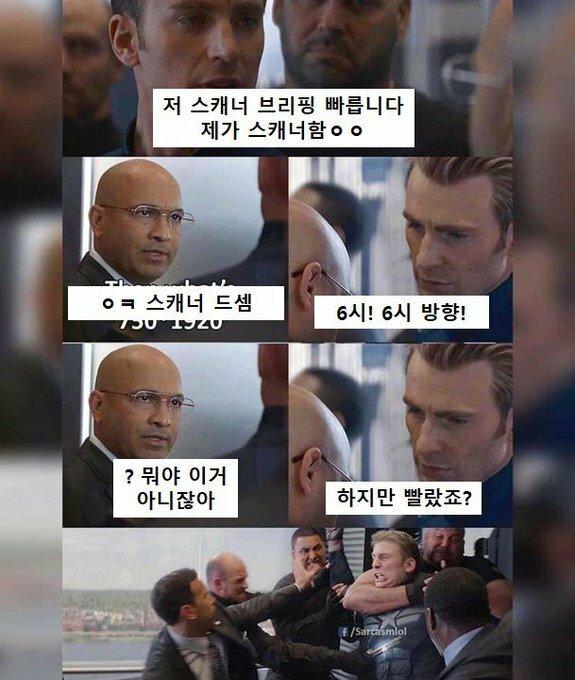 저 스캐너 브리핑 빠릅니다
제가 스캐너함ㅇㅇ
ㅇㅋ 스캐너 드셈
6시! 6시 방향!
? 뭐야 이거
아니잖아
하지만 빨랐죠?
f /Sarcasmlol